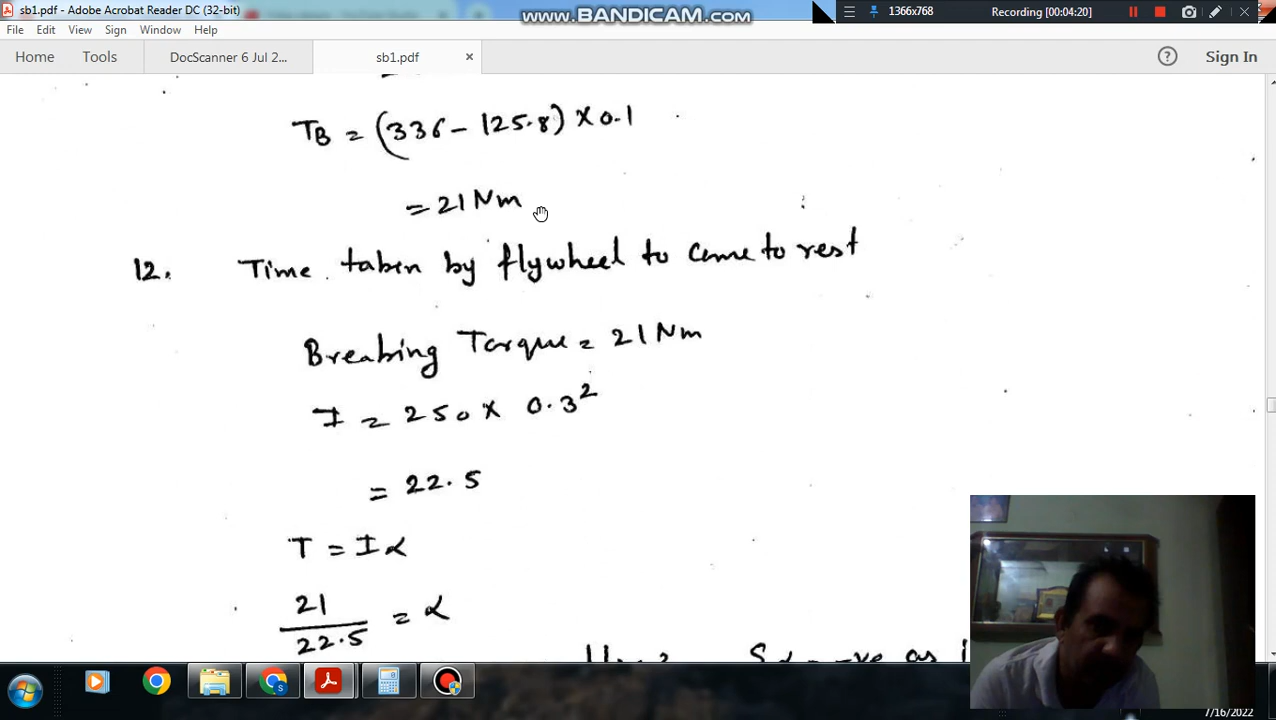 sb1.pdf - Adobe Acrobat Reader DC (32-bit)
www.BANDICAM.com
1366x768
Recording [00:04:20]
File Edit View Sign Window Help
Home Tools DocScanner 6 Jul 2... sb1.pdf × Sign In
TB = (336 - 125.8) × 0.1
= 21 Nm
12. Time taken by flywheel to come to rest
Breaking Torque = 21 Nm
I = 250 × 0.3²
= 22.5
T = Iα
21
22.5
= α
7/16/2022